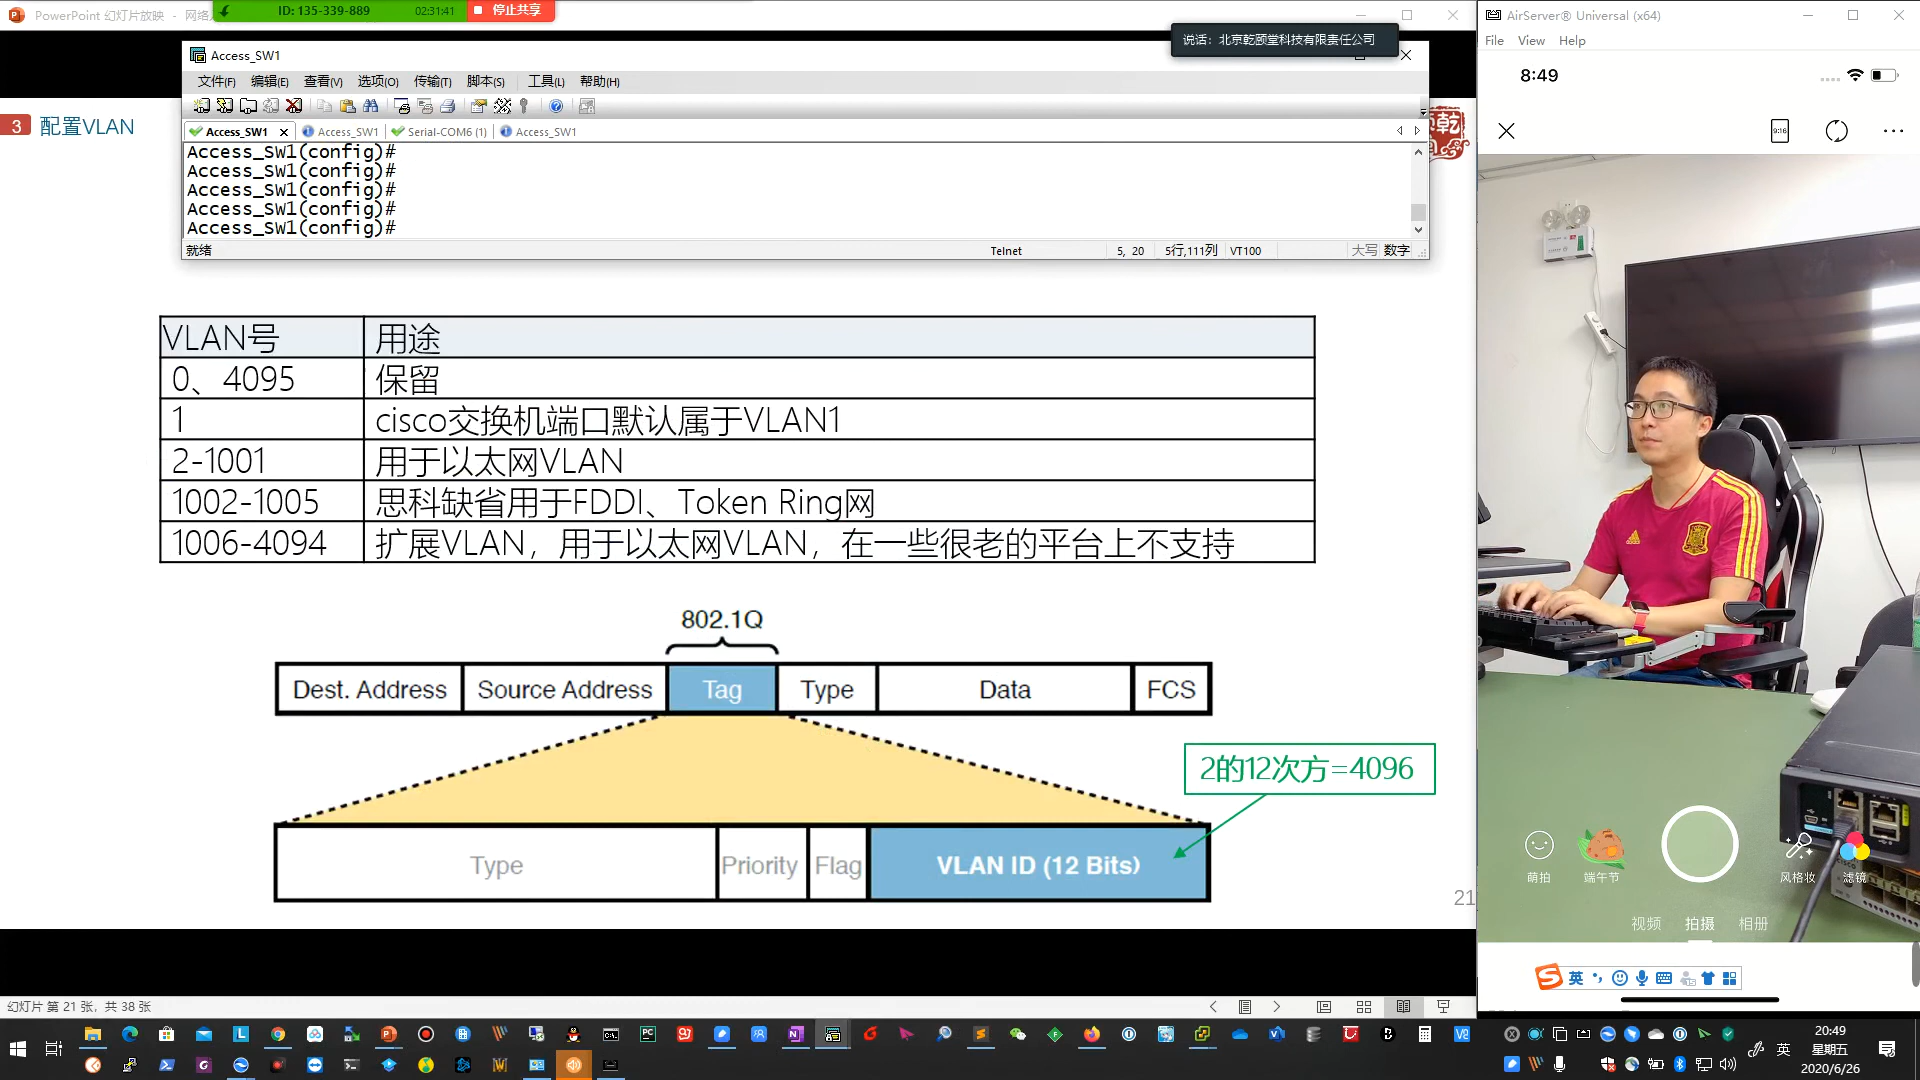 PowerPoint 幻灯片放映 - 网络
ID: 135-339-889
02:31:41
停止共享
说话: 北京乾颐堂科技有限责任公司
AirServer® Universal (x64)
File View Help
Access_SW1
文件(F) 编辑(E) 查看(V) 选项(O) 传输(T) 脚本(S) 工具(L) 帮助(H)
Access_SW1
Access_SW1
Serial-COM6 (1)
Access_SW1
Access_SW1(config)#
Access_SW1(config)#
Access_SW1(config)#
Access_SW1(config)#
Access_SW1(config)#
就绪
Telnet
5, 20
5行,111列
VT100
大写 数字
3 配置VLAN
VLAN号 用途
0、4095 保留
1 cisco交换机端口默认属于VLAN1
2-1001 用于以太网VLAN
1002-1005 思科缺省用于FDDI、Token Ring网
1006-4094 扩展VLAN，用于以太网VLAN，在一些很老的平台上不支持
802.1Q
Dest. Address Source Address Tag Type Data FCS
2的12次方=4096
Type Priority Flag VLAN ID (12 Bits)
21
幻灯片 第 21 张，共 38 张
8:49
9:16
萌拍
端午节
风格妆
滤镜
视频 拍摄 相册
英
英
20:49
星期五
2020/6/26